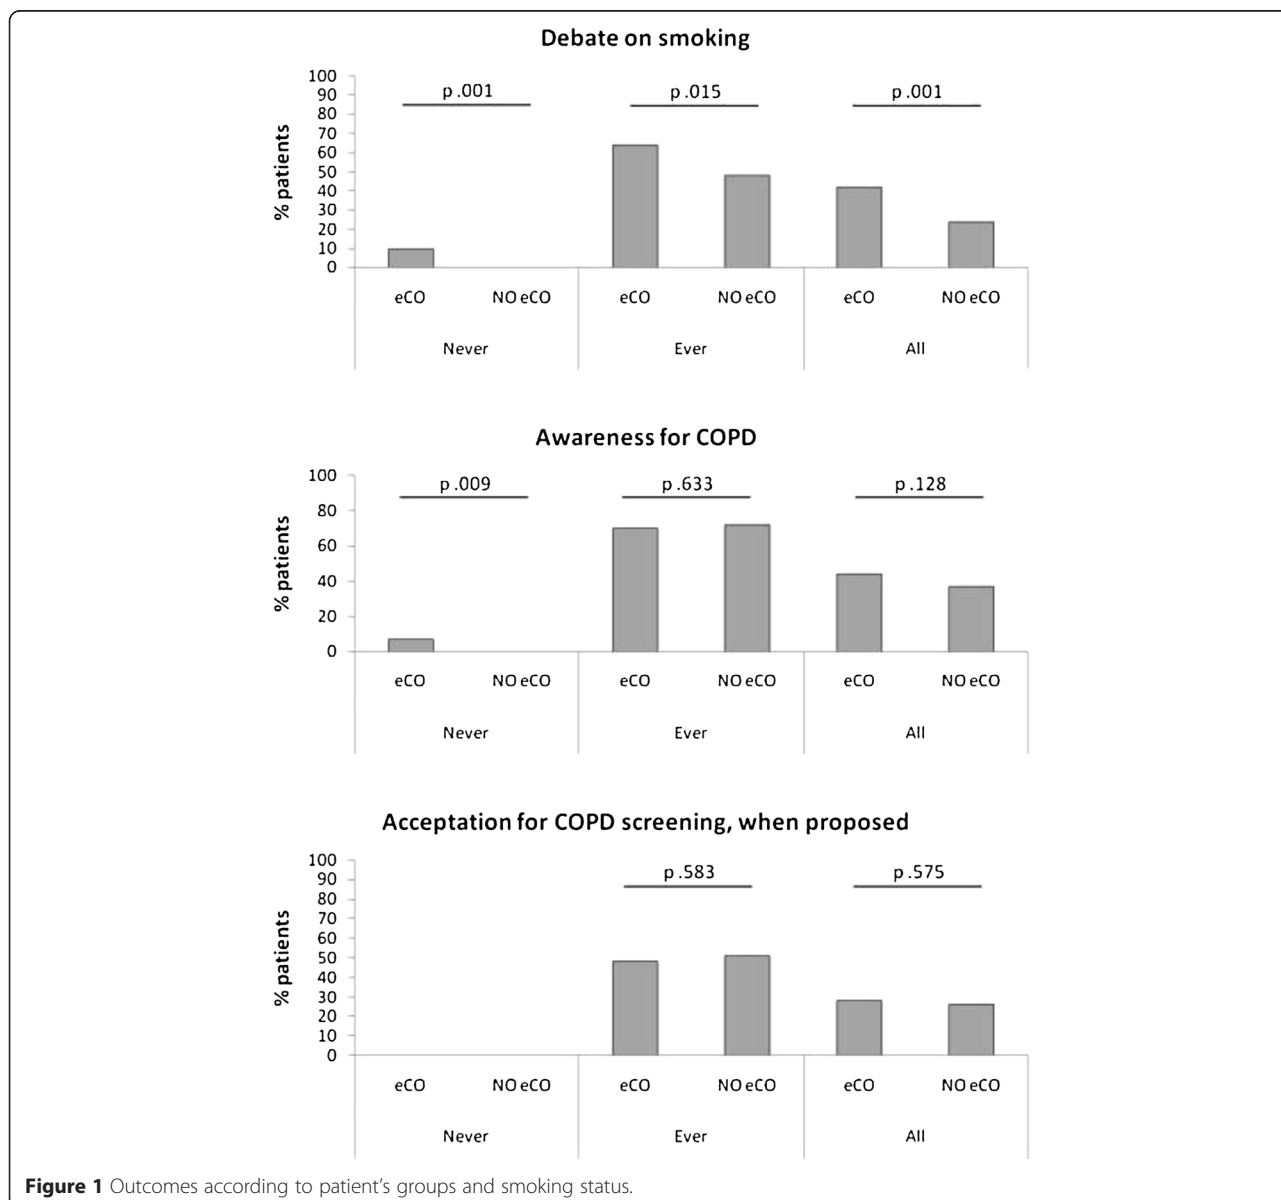 Debate on smoking
p .001 p .015 p .001
100
90
80
70
60
50
40
30
20
10
0
% patients
eCO NO eCO eCO NO eCO eCO NO eCO
Never Ever All
Awareness for COPD
p .009 p .633 p .128
100
80
60
40
20
0
% patients
eCO NO eCO eCO NO eCO eCO NO eCO
Never Ever All
Acceptation for COPD screening, when proposed
p .583 p .575
100
90
80
70
60
50
40
30
20
10
0
% patients
eCO NO eCO eCO NO eCO eCO NO eCO
Never Ever All
Figure 1 Outcomes according to patient's groups and smoking status.